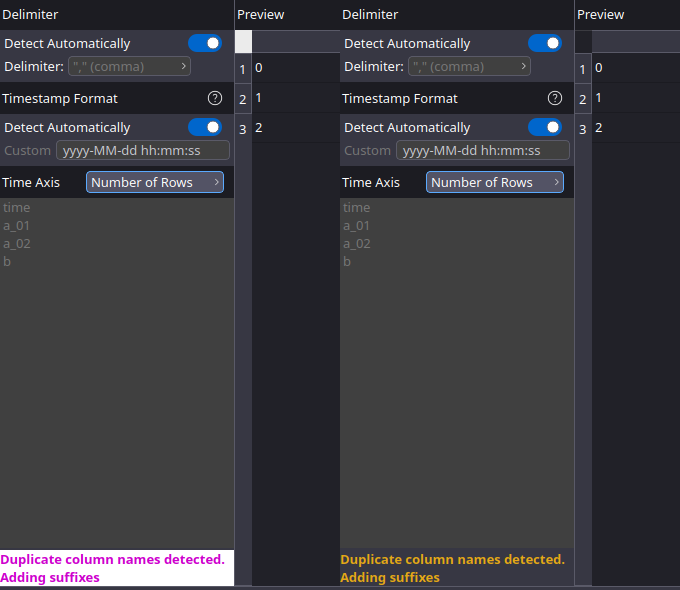 Delimiter
Preview
Detect Automatically
Delimiter: "," (comma)
1 0
Timestamp Format ?
2 1
Detect Automatically
3 2
Custom yyyy-MM-dd hh:mm:ss
Time Axis Number of Rows
time
a_01
a_02
b
Duplicate column names detected.
Adding suffixes
Delimiter
Preview
Detect Automatically
Delimiter: "," (comma)
1 0
Timestamp Format ?
2 1
Detect Automatically
3 2
Custom yyyy-MM-dd hh:mm:ss
Time Axis Number of Rows
time
a_01
a_02
b
Duplicate column names detected.
Adding suffixes